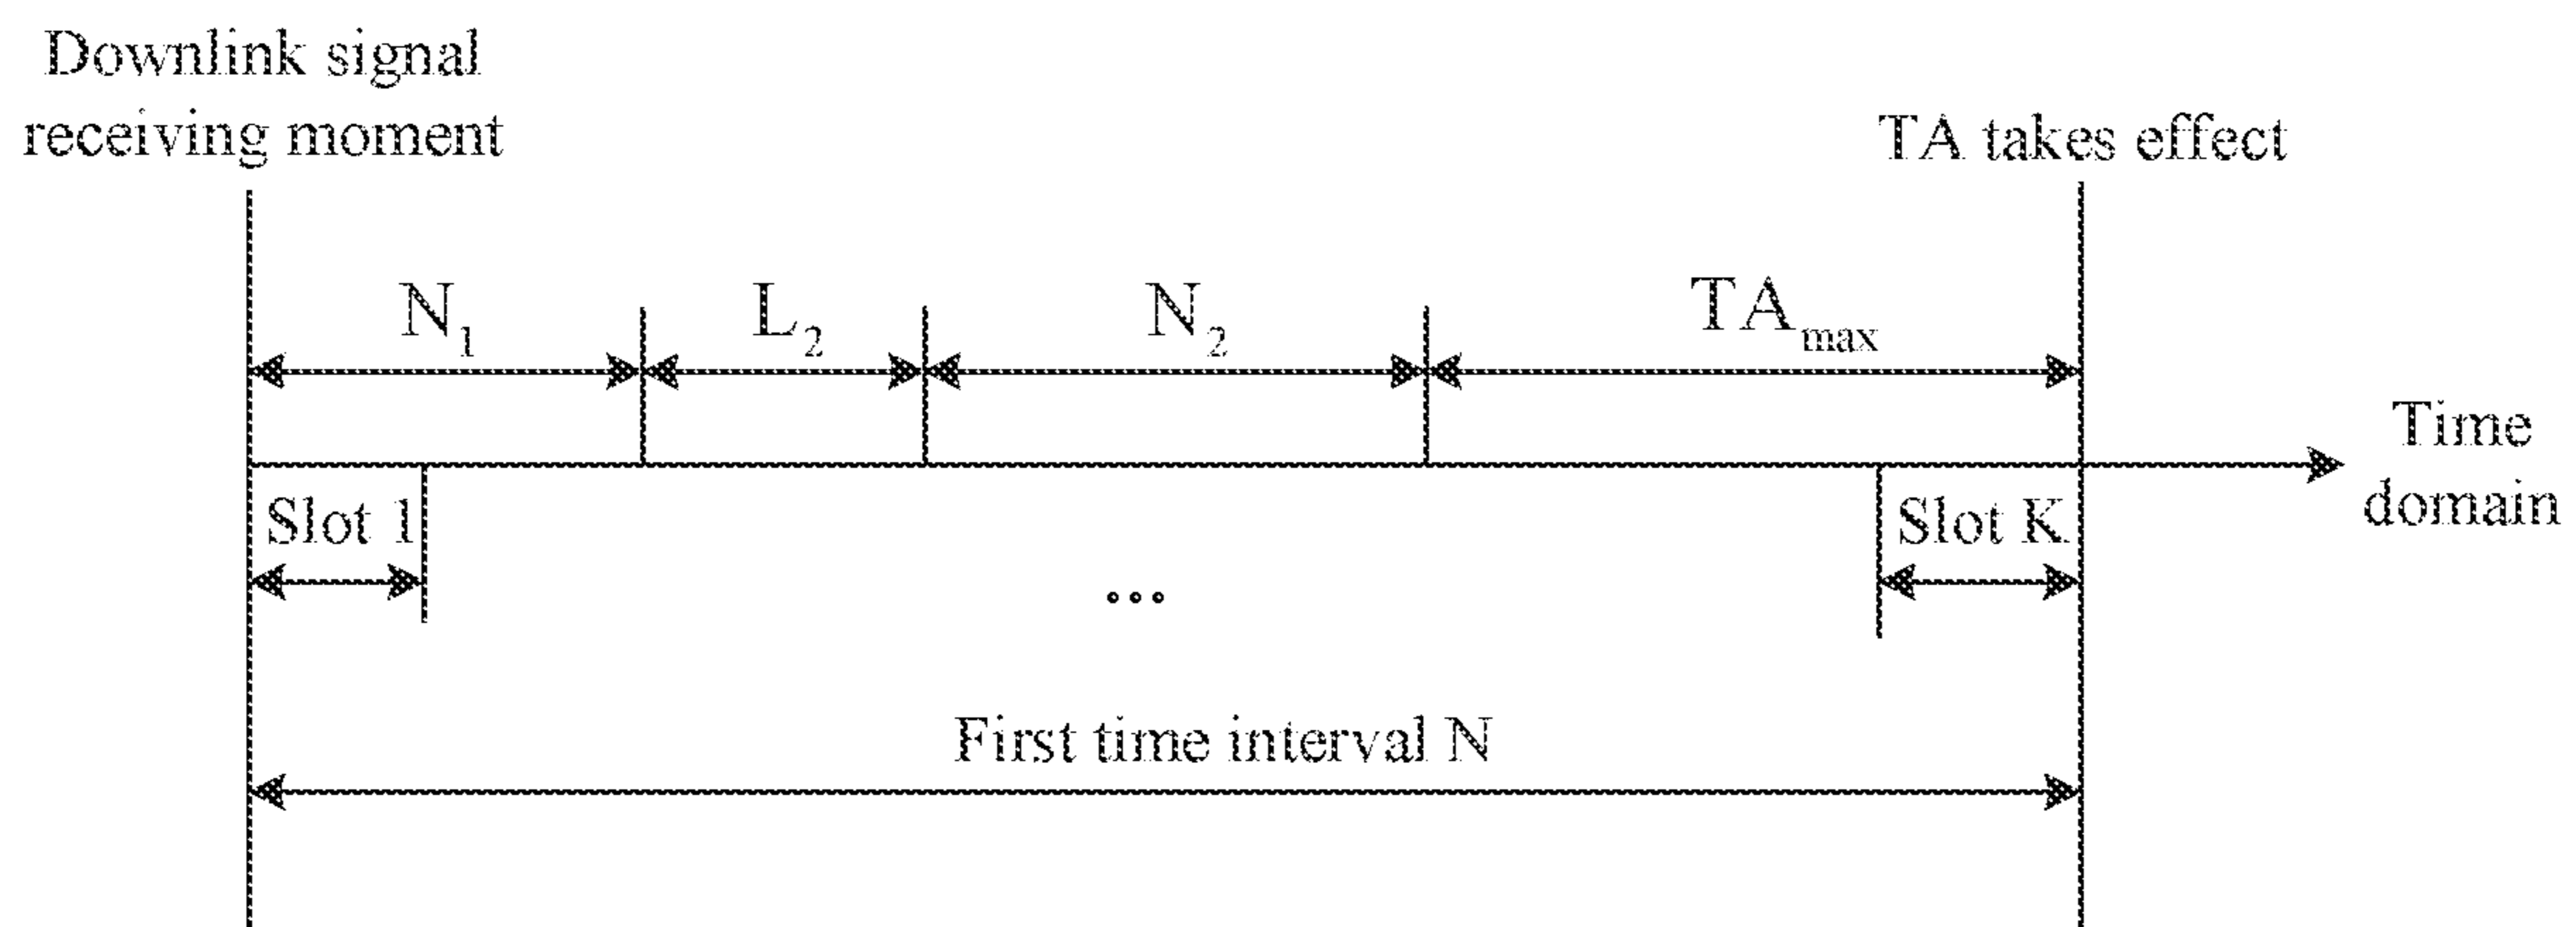 Downlink signal
receiving moment
TA takes effect
N₁
L₂
N₂
TAmax
Time
domain
Slot 1
Slot K
...
First time interval N